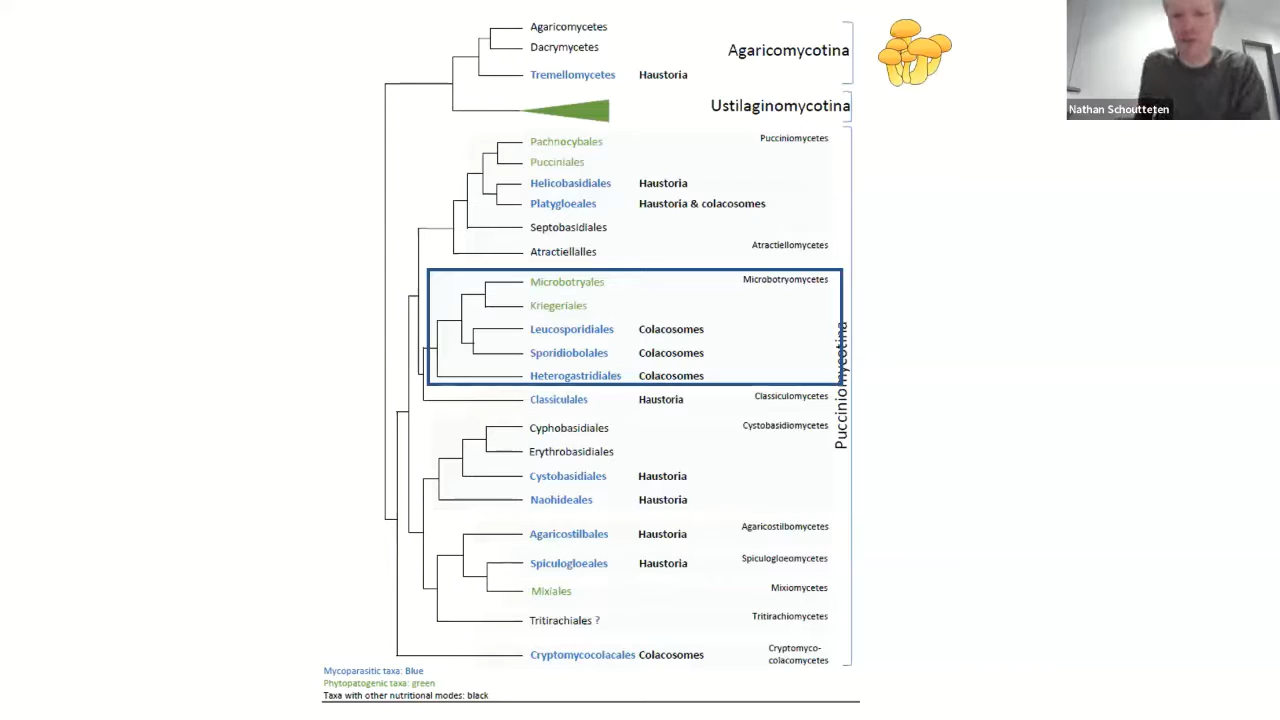 Agaricomycetes
Dacrymycetes
Agaricomycotina
Tremellomycetes Haustoria
Ustilaginomycotina
Nathan Schoutteten
Pachnocybales Pucciniomycetes
Pucciniales
Helicobasidiales Haustoria
Platygloeales Haustoria & colacosomes
Septobasidiales
Atractiellalles Atractiellomycetes
Microbotryales Microbotryomycetes
Kriegeriales
Leucosporidiales Colacosomes
Sporidiobolales Colacosomes
Heterogastridiales Colacosomes
Pucciniomycotina
Classiculales Haustoria Classiculomycetes
Cyphobasidiales Cystobasidiomycetes
Erythrobasidiales
Cystobasidiales Haustoria
Naohideales Haustoria
Agaricostilbales Haustoria Agaricostilbomycetes
Spiculogloeales Haustoria Spiculogloeomycetes
Mixiales Mixiomycetes
Tritirachiales ? Tritirachiomycetes
Cryptomycocolacales Colacosomes Cryptomyco-
colacomycetes
Mycoparasitic taxa: Blue
Phytopatogenic taxa: green
Taxa with other nutritional modes: black